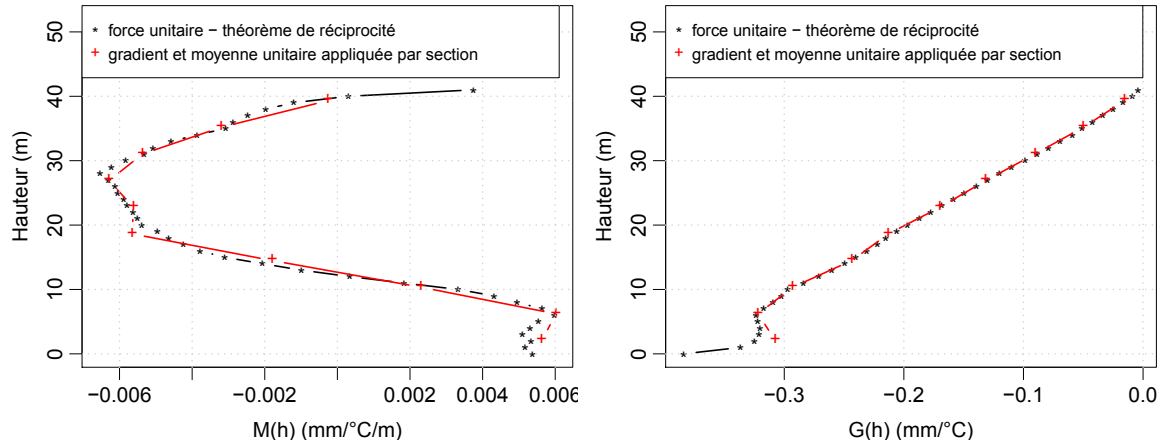 force unitaire − théorème de réciprocité
gradient et moyenne unitaire appliquée par section
Hauteur (m)
50
40
30
20
10
0
−0.006
−0.002
0.002
0.006
M(h) (mm/°C/m)
force unitaire − théorème de réciprocité
gradient et moyenne unitaire appliquée par section
Hauteur (m)
50
40
30
20
10
0
−0.3
−0.2
−0.1
0.0
G(h) (mm/°C)